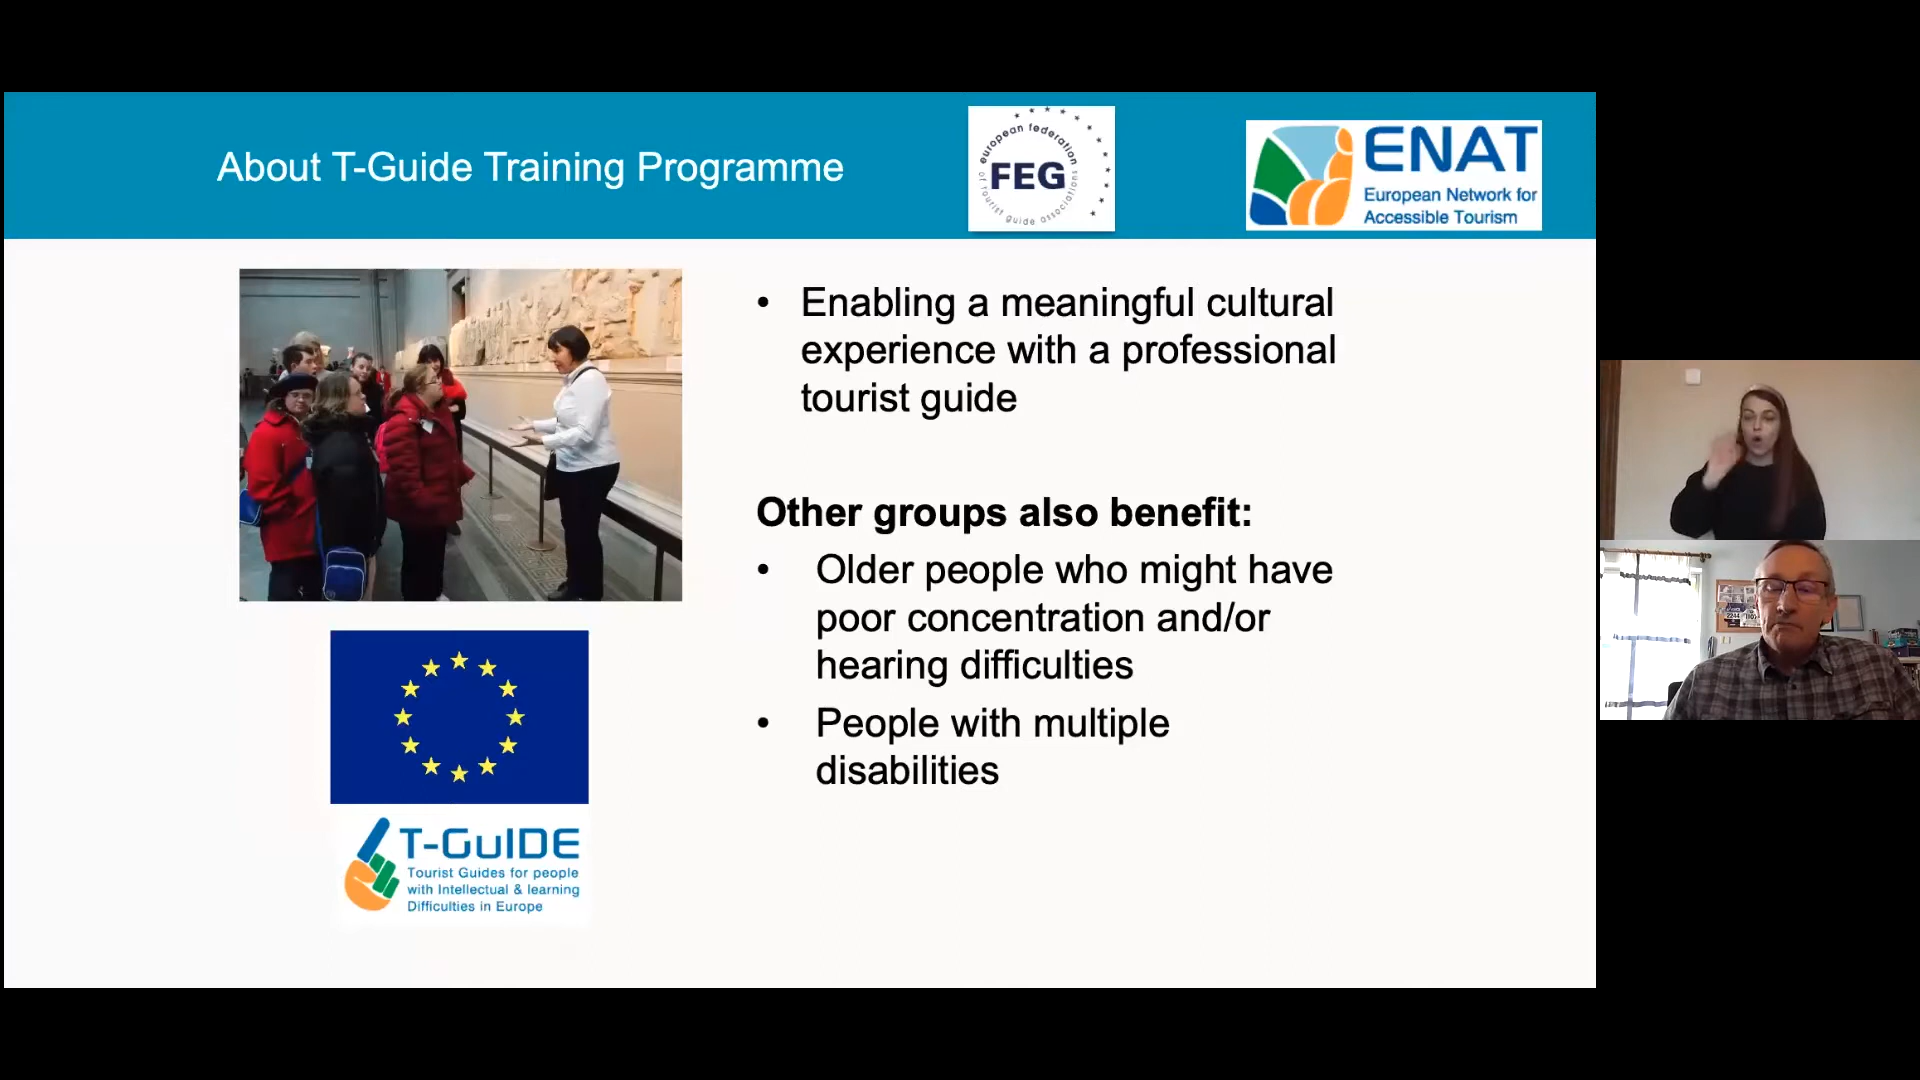 About T-Guide Training Programme
european federation
FEG
of tourist guide associations
ENAT
European Network for
Accessible Tourism
• Enabling a meaningful cultural
experience with a professional
tourist guide
Other groups also benefit:
• Older people who might have
poor concentration and/or
hearing difficulties
• People with multiple
disabilities
T-GuIDE
Tourist Guides for people
with Intellectual & learning
Difficulties in Europe
2244